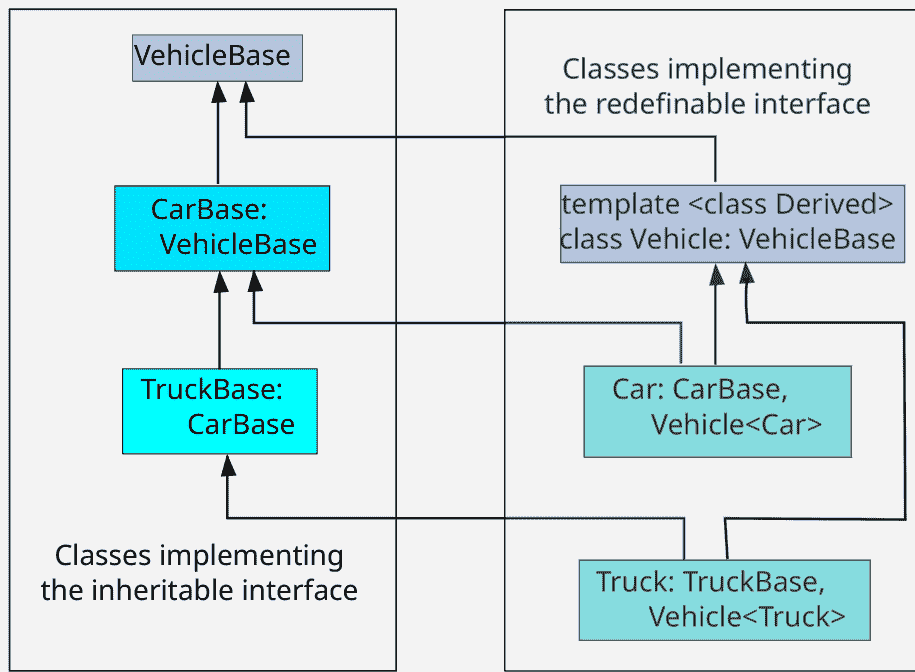 VehicleBase
CarBase:
VehicleBase
TruckBase:
CarBase
Classes implementing
the inheritable interface
Classes implementing
the redefinable interface
template <class Derived>
class Vehicle: VehicleBase
Car: CarBase,
Vehicle<Car>
Truck: TruckBase,
Vehicle<Truck>